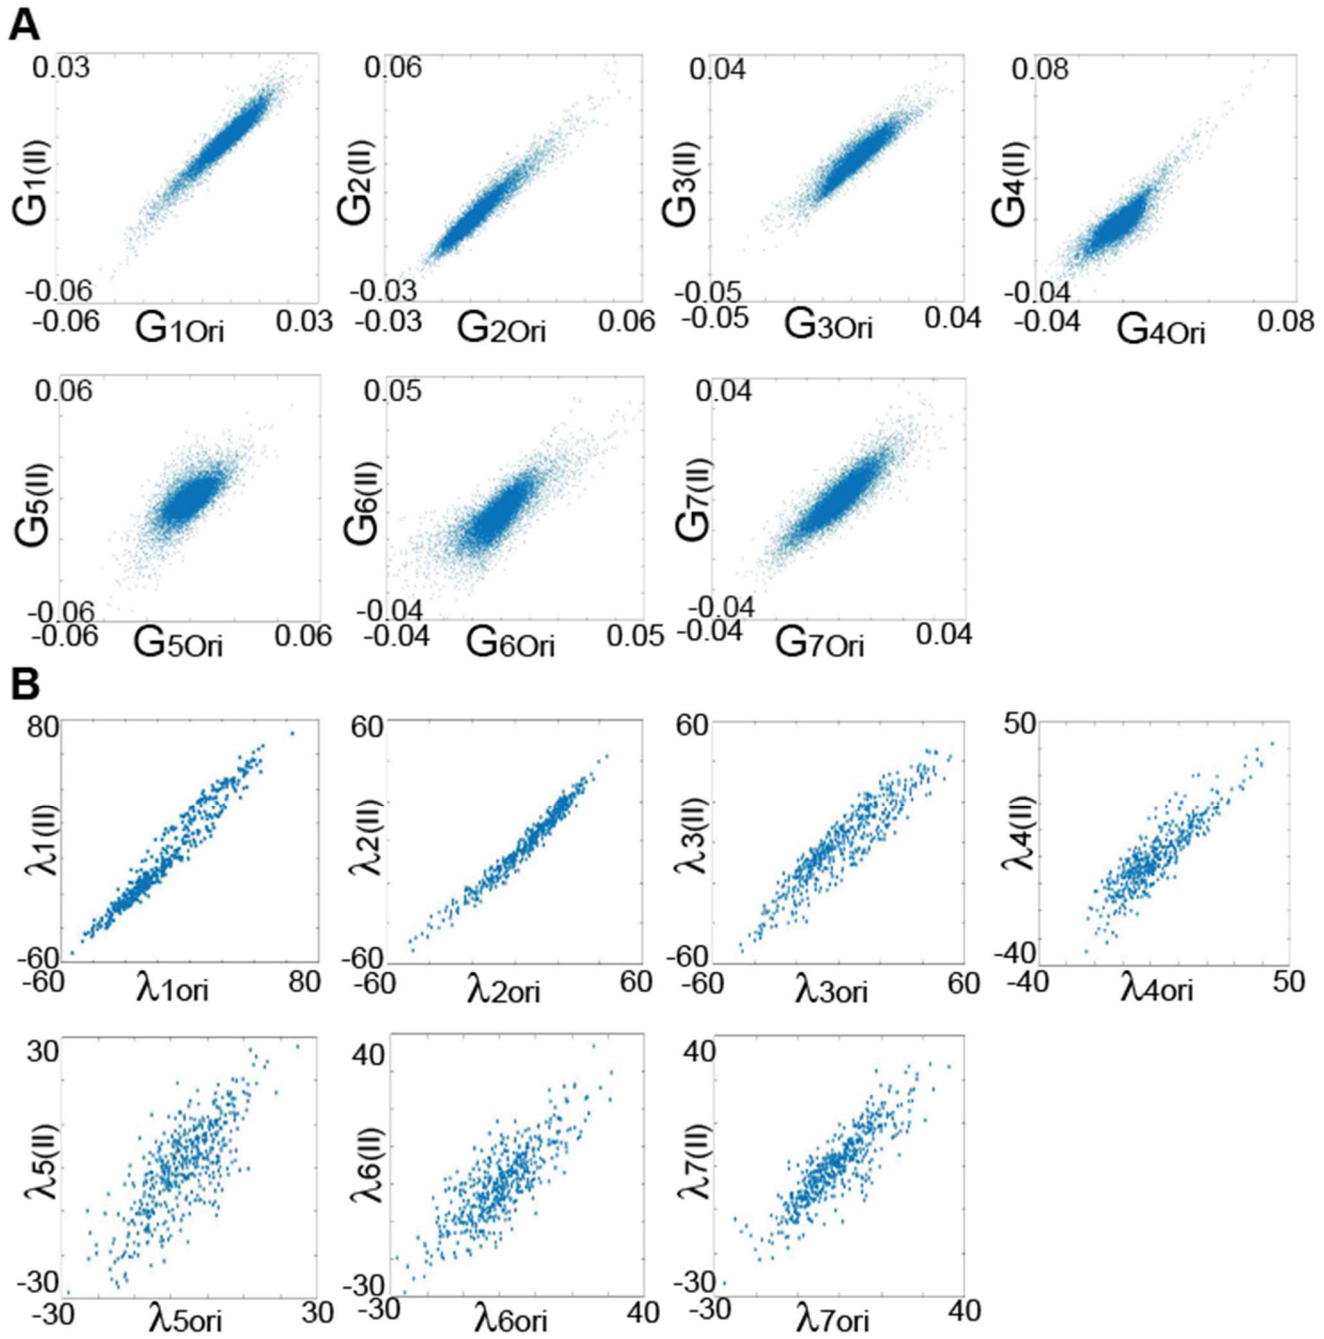 A
0.03 0.06 0.04 0.08
G1(II) G2(II) G3(II) G4(II)
-0.06 -0.03 -0.05 -0.04
-0.06 G1Ori 0.03 -0.03 G2Ori 0.06 -0.05 G3Ori 0.04 -0.04 G4Ori 0.08
0.06 0.05 0.04
G5(II) G6(II) G7(II)
-0.06 -0.04 -0.04
-0.06 G5Ori 0.06 -0.04 G6Ori 0.05 -0.04 G7Ori 0.04
B
80 60 60 50
λ1(II) λ2(II) λ3(II) λ4(II)
-60 -60 -60 -40
-60 λ1ori 80 -60 λ2ori 60 -60 λ3ori 60 -40 λ4ori 50
30 40 40
λ5(II) λ6(II) λ7(II)
-30 -30 -30
-30 λ5ori 30 -30 λ6ori 40 -30 λ7ori 40